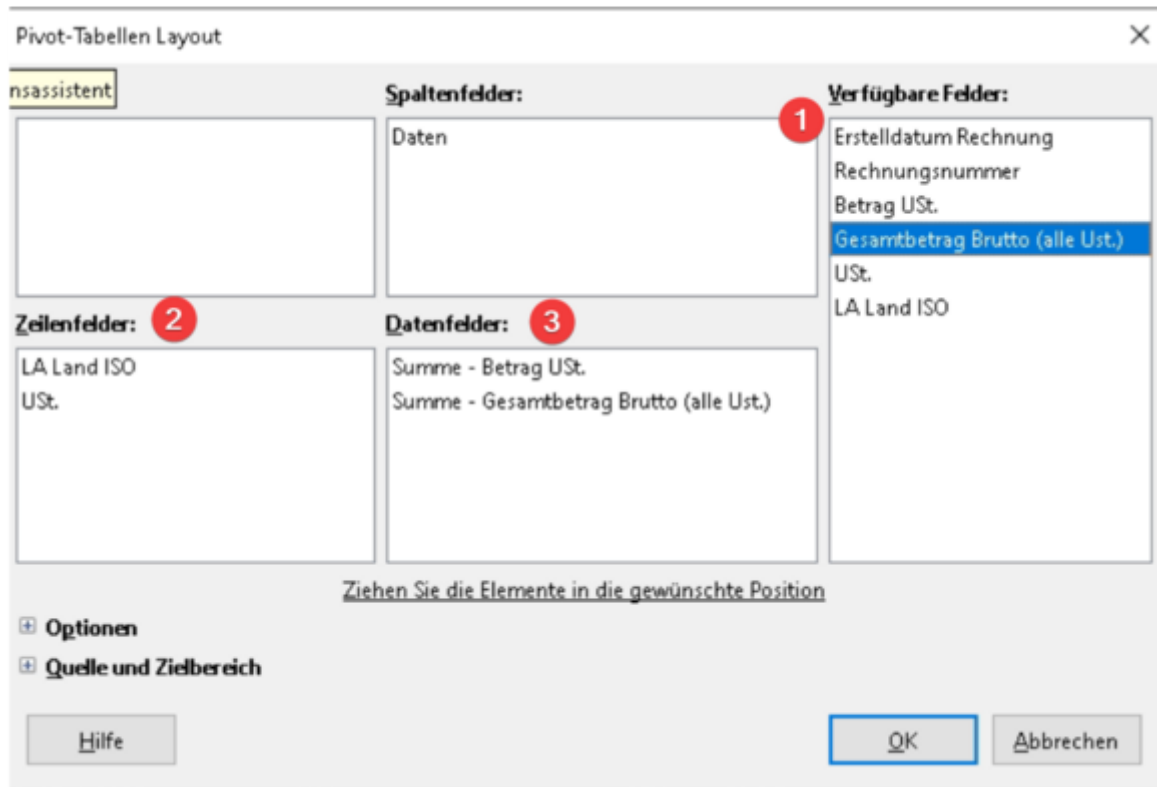 Pivot-Tabellen Layout
nsassistent
Spaltenfelder:
Daten
1
Verfügbare Felder:
Erstelldatum Rechnung
Rechnungsnummer
Betrag USt.
Gesamtbetrag Brutto (alle Ust.)
USt.
LA Land ISO
Zeilenfelder:
2
LA Land ISO
USt.
Datenfelder:
3
Summe - Betrag USt.
Summe - Gesamtbetrag Brutto (alle Ust.)
Ziehen Sie die Elemente in die gewünschte Position
Optionen
Quelle und Zielbereich
Hilfe
OK
Abbrechen